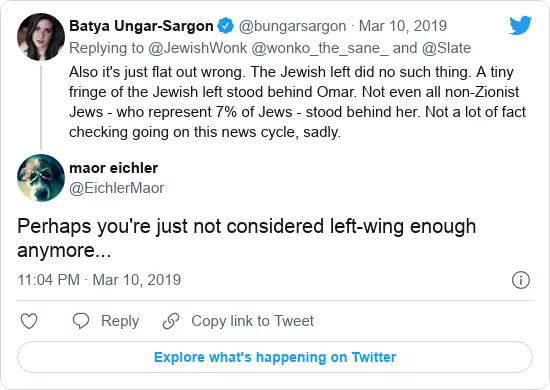 Batya Ungar-Sargon @bungarsargon · Mar 10, 2019
Replying to @JewishWonk @wonko_the_sane_ and @Slate
Also it's just flat out wrong. The Jewish left did no such thing. A tiny
fringe of the Jewish left stood behind Omar. Not even all non-Zionist
Jews - who represent 7% of Jews - stood behind her. Not a lot of fact
checking going on this news cycle, sadly.
maor eichler
@EichlerMaor
Perhaps you're just not considered left-wing enough
anymore...
11:04 PM · Mar 10, 2019
Reply Copy link to Tweet
Explore what's happening on Twitter